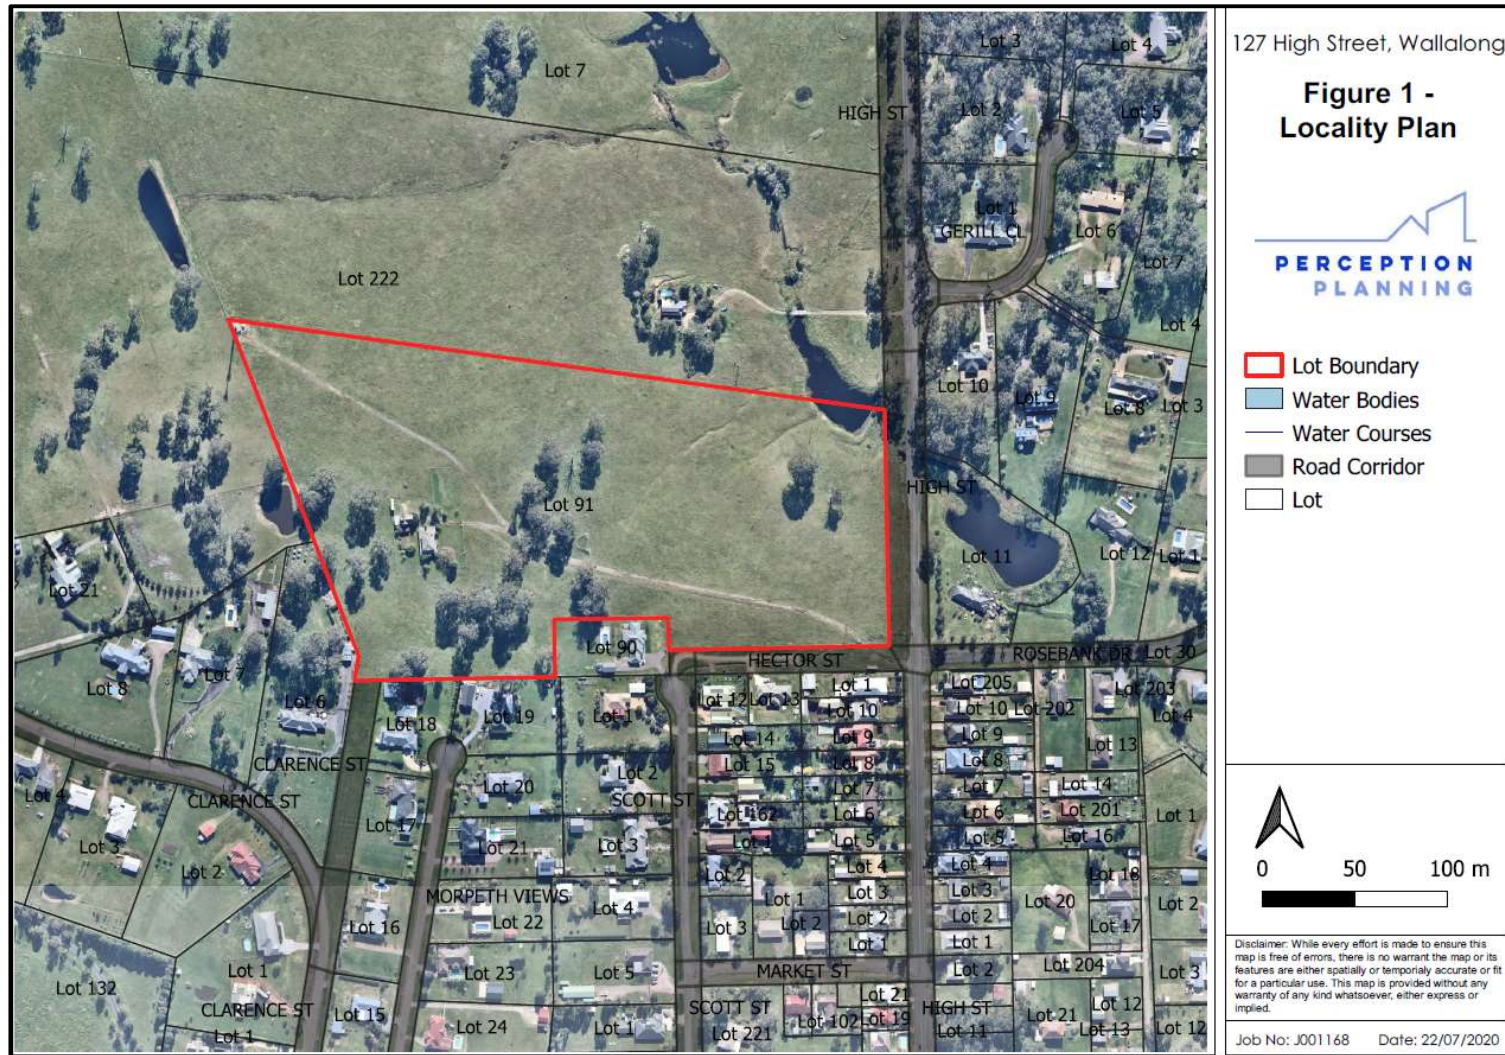 127 High Street, Wallalong
Figure 1 -
Locality Plan
PERCEPTION
PLANNING
Lot Boundary
Water Bodies
Water Courses
Road Corridor
Lot
0 50 100 m
Disclaimer: While every effort is made to ensure this
map is free of errors, there is no warrant the map or its
features are either spatially or temporaly accurate or fit
for a particular use. This map is provided without any
warranty of any kind whatsoever, either express or
implied.
Job No: J001168 Date: 22/07/2020
Lot 3
Lot 4
Lot 7
HIGH ST
Lot 2
Lot 5
Lot 1
GERILL CL
Lot 6
Lot 7
Lot 222
Lot 4
Lot 10
Lot 9
Lot 8
Lot 3
HIGH ST
Lot 91
Lot 11
Lot 12
Lot 1
Lot 21
Lot 90
HECTOR ST
ROSEBANK DR
Lot 30
Lot 8
Lot 7
Lot 6
Lot 18
Lot 19
Lot 1
Lot 12
Lot 13
Lot 1
Lot 205
Lot 203
Lot 10
Lot 10
Lot 202
Lot 4
Lot 14
Lot 9
Lot 9
Lot 13
CLARENCE ST
Lot 15
Lot 8
Lot 8
Lot 2
Lot 20
Lot 7
Lot 7
Lot 14
Lot 4
CLARENCE ST
SCOTT ST
Lot 162
Lot 6
Lot 6
Lot 201
Lot 1
Lot 17
Lot 3
Lot 21
Lot 3
Lot 1
Lot 5
Lot 5
Lot 16
Lot 2
Lot 2
Lot 4
Lot 4
Lot 18
MORPETH VIEWS
Lot 1
Lot 3
Lot 3
Lot 20
Lot 2
Lot 4
Lot 16
Lot 22
Lot 3
Lot 2
Lot 2
Lot 2
Lot 17
Lot 1
Lot 1
Lot 1
Lot 23
Lot 5
MARKET ST
Lot 2
Lot 204
Lot 3
Lot 132
CLARENCE ST
Lot 15
SCOTT ST
Lot 21
HIGH ST
Lot 12
Lot 1
Lot 24
Lot 1
Lot 221
Lot 102
Lot 19
Lot 11
Lot 21
Lot 13
Lot 12